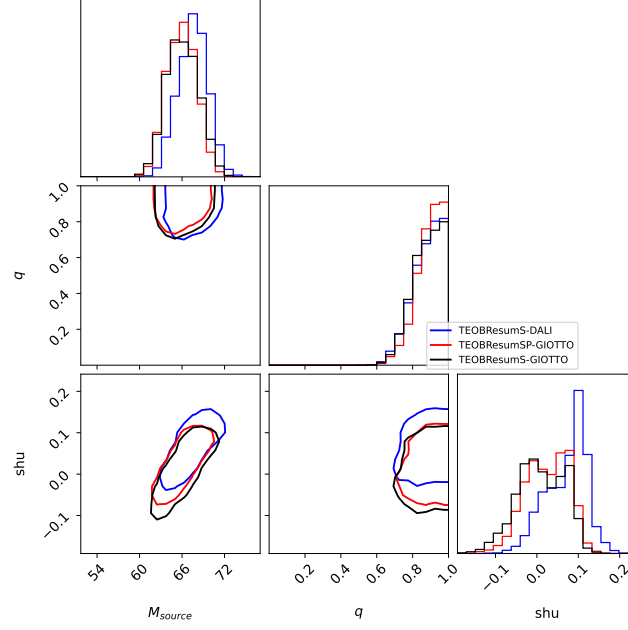 1.0
0.8
0.6
0.4
0.2
q
TEOBResumS-DALI
TEOBResumSP-GIOTTO
TEOBResumS-GIOTTO
0.2
0.1
0.0
−0.1
shu
54
60
66
72
0.2
0.4
0.6
0.8
1.0
−0.1
0.0
0.1
0.2
M_source
q
shu